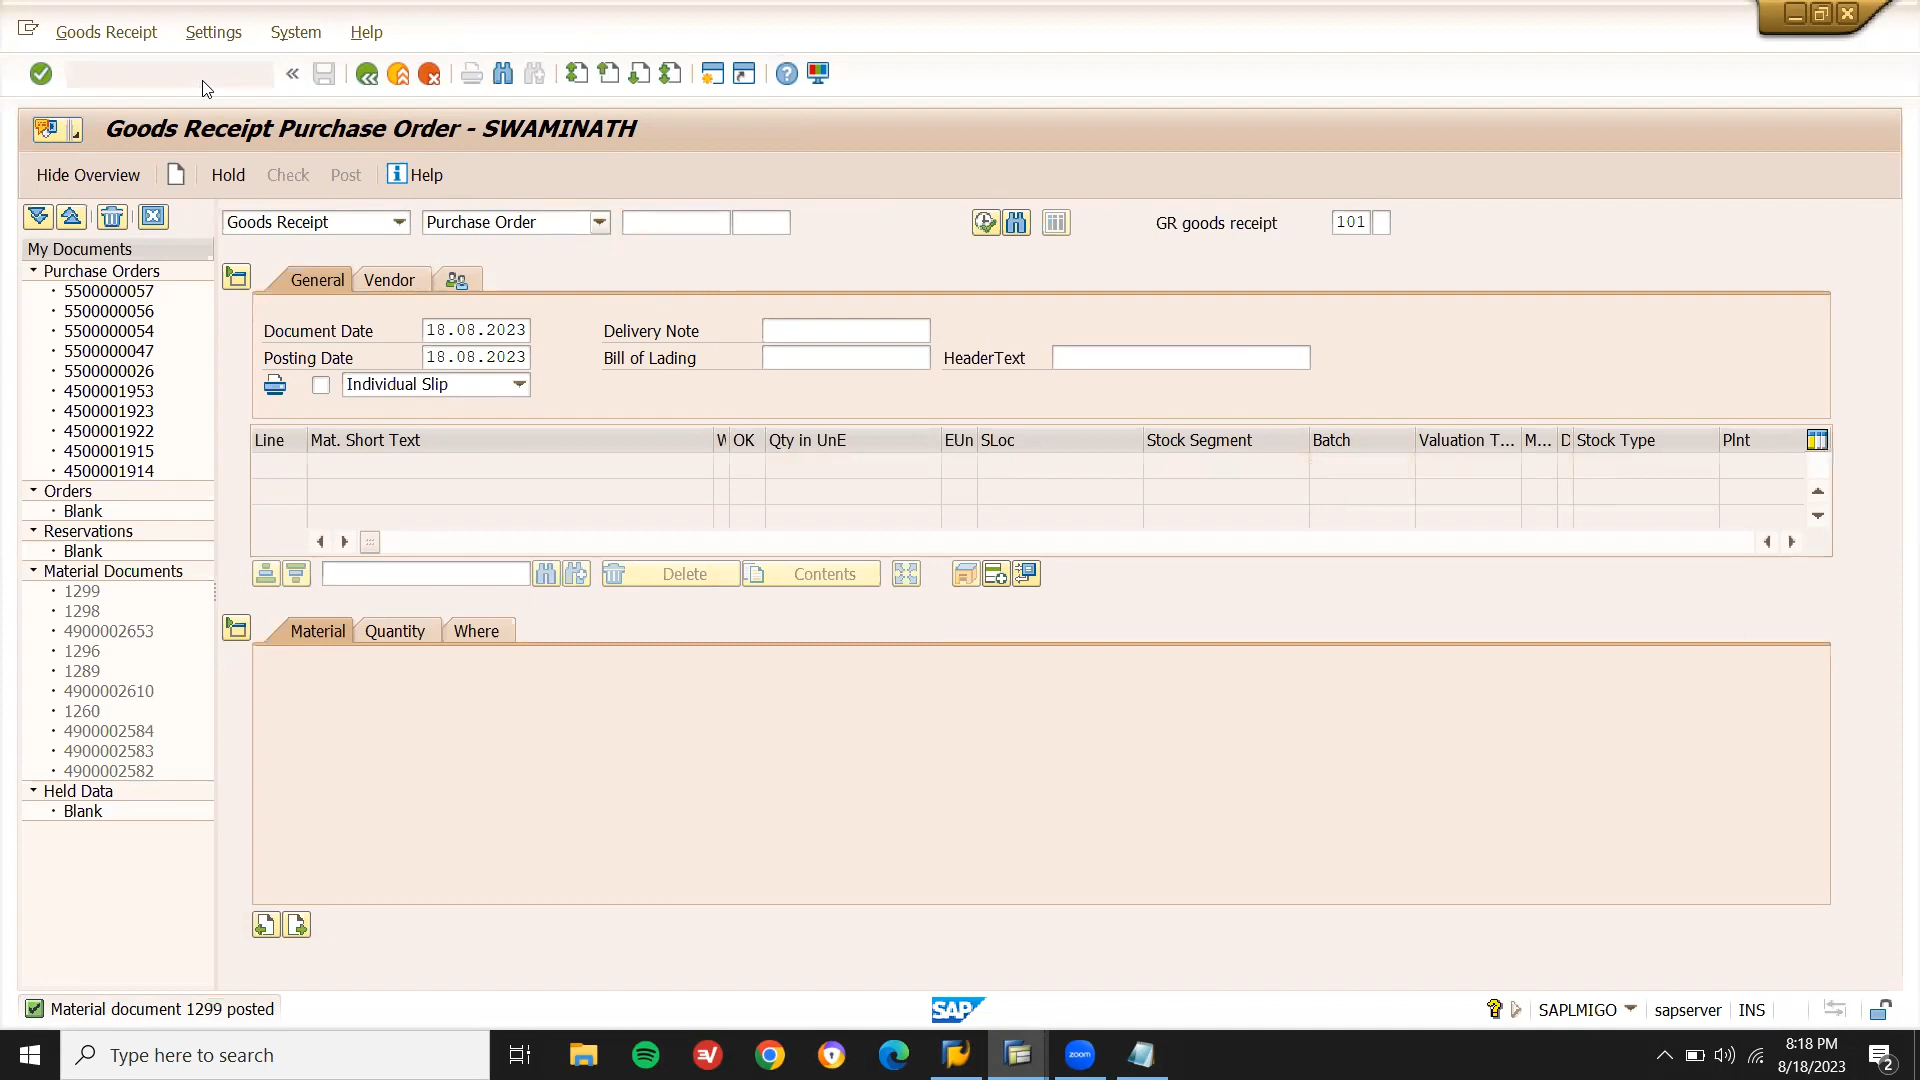 Goods Receipt Settings System Help
Goods Receipt Purchase Order - SWAMINATH
Hide Overview Hold Check Post Help
Goods Receipt Purchase Order GR goods receipt 101
My Documents
Purchase Orders
5500000057
5500000056
5500000054
5500000047
5500000026
4500001953
4500001923
4500001922
4500001915
4500001914
Orders
Blank
Reservations
Blank
Material Documents
1299
1298
4900002653
1296
1289
4900002610
1260
4900002584
4900002583
4900002582
Held Data
Blank
General Vendor
Document Date 18.08.2023 Delivery Note
Posting Date 18.08.2023 Bill of Lading HeaderText
Individual Slip
Line Mat. Short Text OK Qty in UnE EUn SLoc Stock Segment Batch Valuation T... M... D Stock Type Plnt
Delete Contents
Material Quantity Where
Material document 1299 posted SAP SAPLMIGO sapserver INS
Type here to search zoom 8:18 PM
8/18/2023 2